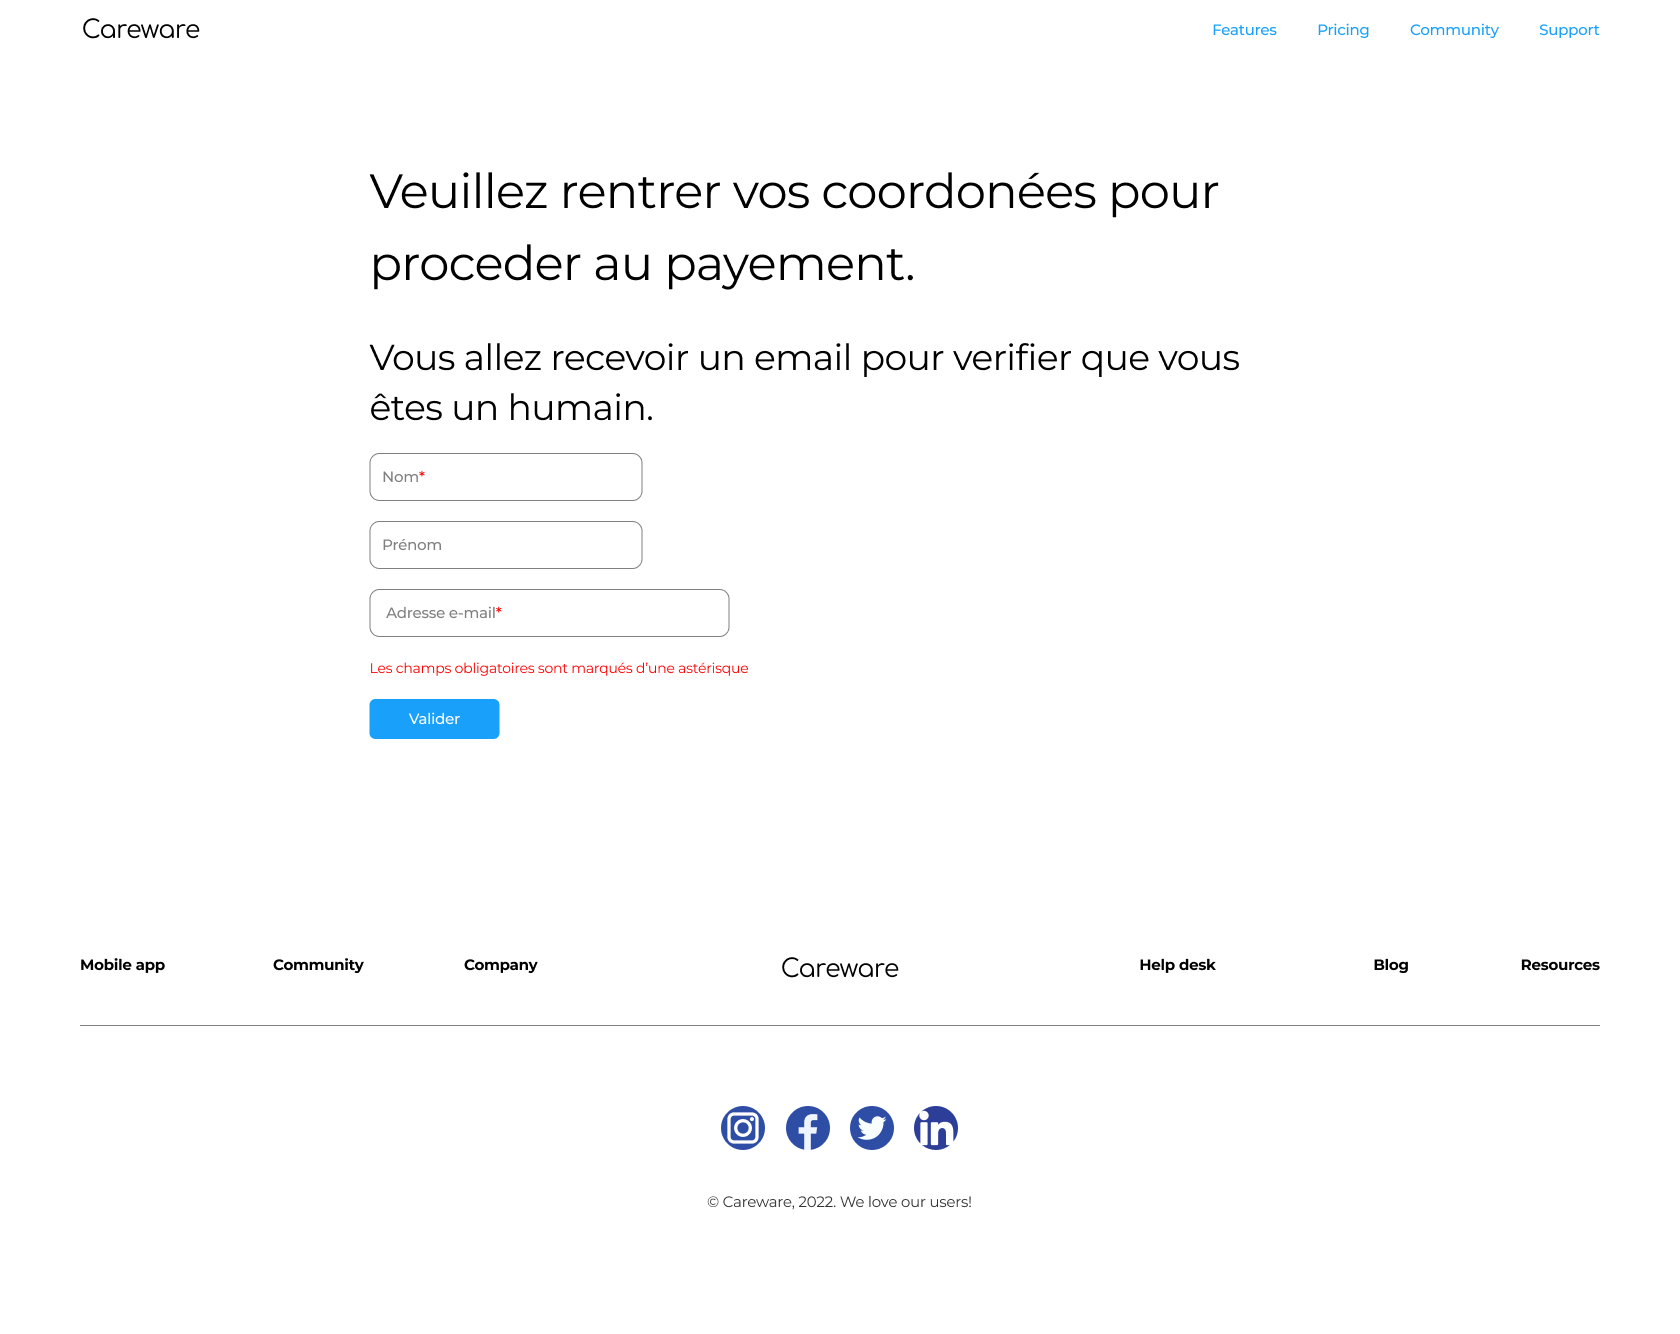 Careware
Features
Pricing
Community
Support
Veuillez rentrer vos coordonées pour
proceder au payement.
Vous allez recevoir un email pour verifier que vous
êtes un humain.
Nom*
Prénom
Adresse e-mail*
Les champs obligatoires sont marqués d’une astérisque
Valider
Mobile app
Community
Company
Careware
Help desk
Blog
Resources
© Careware, 2022. We love our users!